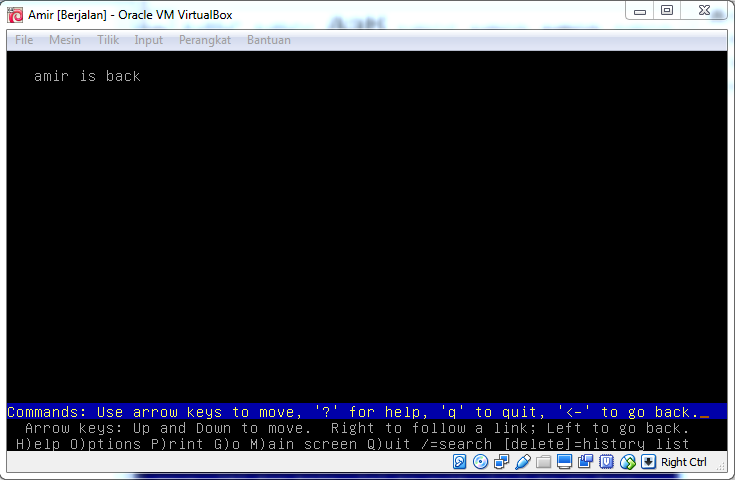 Amir [Berjalan] - Oracle VM VirtualBox
File Mesin Tilik Input Perangkat Bantuan
amir is back
Commands: Use arrow keys to move, '?' for help, 'q' to quit, '<-' to go back.
Arrow keys: Up and Down to move. Right to follow a link; Left to go back.
H)elp O)ptions P)rint G)o M)ain screen Q)uit /=search [delete]=history list
Right Ctrl